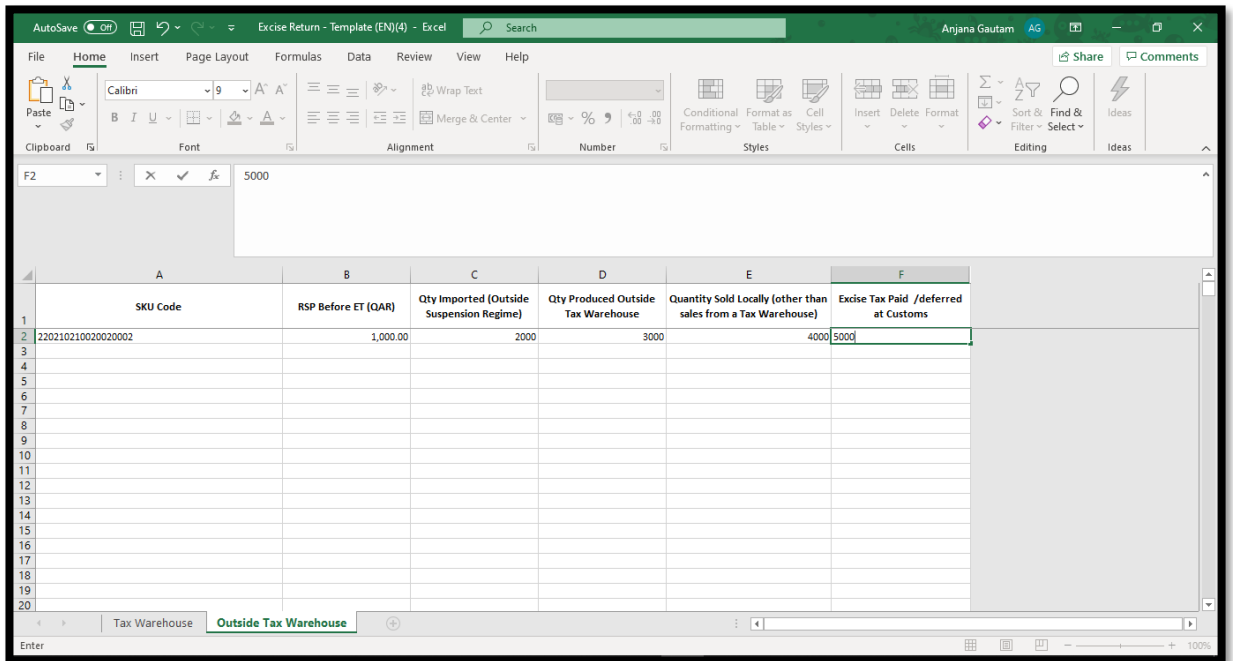 AutoSave Off Excise Return - Template (EN)(4) - Excel Search Anjana Gautam AG
File Home Insert Page Layout Formulas Data Review View Help Share Comments
Paste Calibri 9 A A Wrap Text Conditional Format as Cell Insert Delete Format Sort & Find & Ideas
B I U A Merge & Center % Formatting Table Styles Filter Select
Clipboard Font Alignment Number Styles Cells Editing Ideas
F2 fx 5000
A B C D E F
SKU Code RSP Before ET (QAR) Qty Imported (Outside Qty Produced Outside Quantity Sold Locally (other than Excise Tax Paid /deferred
Suspension Regime) Tax Warehouse sales from a Tax Warehouse) at Customs
1
2 220210210020020002 1,000.00 2000 3000 4000 5000
3
4
5
6
7
8
9
10
11
12
13
14
15
16
17
18
19
20
Tax Warehouse Outside Tax Warehouse
Enter 100%